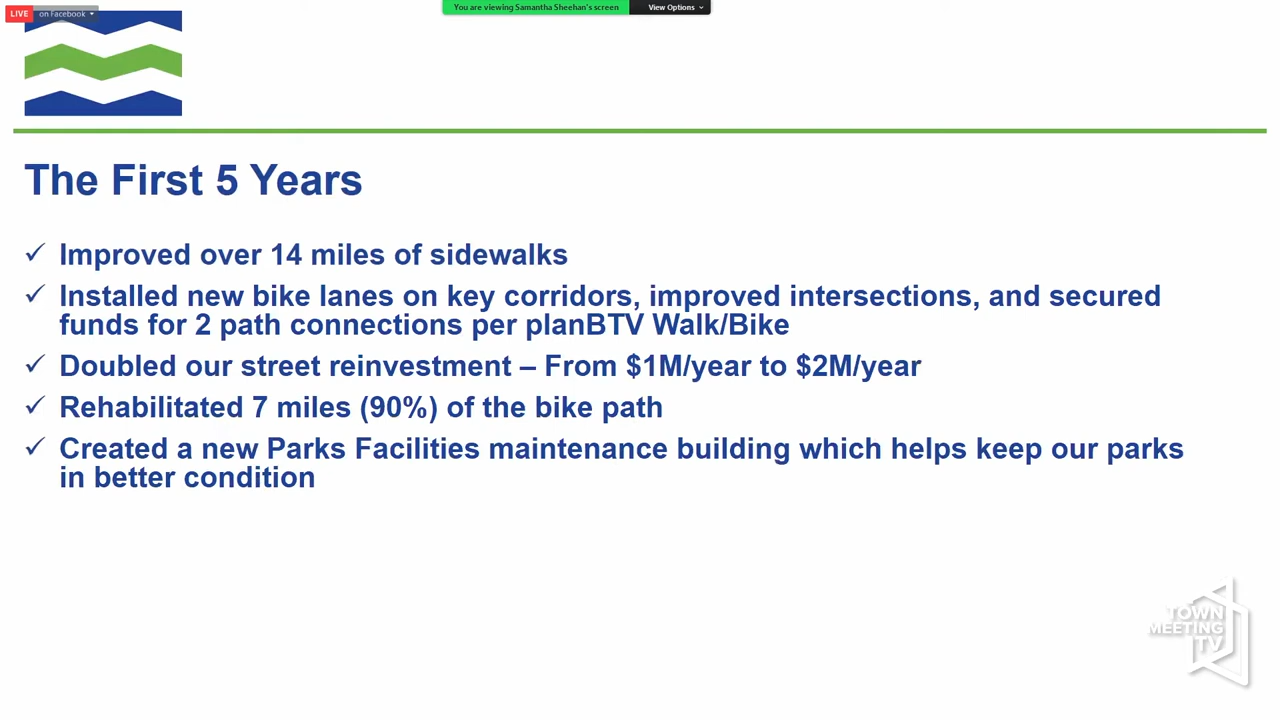 LIVE on Facebook
You are viewing Samantha Sheehan's screen View Options
The First 5 Years
✓ Improved over 14 miles of sidewalks
✓ Installed new bike lanes on key corridors, improved intersections, and secured
funds for 2 path connections per planBTV Walk/Bike
✓ Doubled our street reinvestment – From $1M/year to $2M/year
✓ Rehabilitated 7 miles (90%) of the bike path
✓ Created a new Parks Facilities maintenance building which helps keep our parks
in better condition
TOWN
MEETING
TV